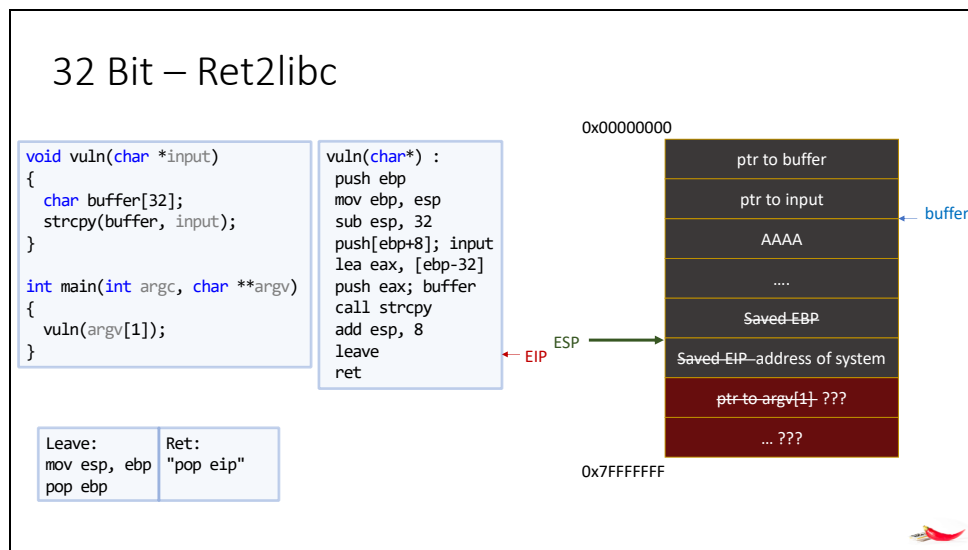 32 Bit – Ret2libc
void vuln(char *input)
{
char buffer[32];
strcpy(buffer, input);
}
int main(int argc, char **argv)
{
vuln(argv[1]);
}
vuln(char*) :
push ebp
mov ebp, esp
sub esp, 32
push[ebp+8]; input
lea eax, [ebp-32]
push eax; buffer
call strcpy
add esp, 8
leave
ret
EIP
Leave:
mov esp, ebp
pop ebp
Ret:
"pop eip"
0x00000000
ptr to buffer
ptr to input
buffer
AAAA
....
Saved EBP
ESP
Saved EIP address of system
ptr to argv[1] ???
... ???
0x7FFFFFFF